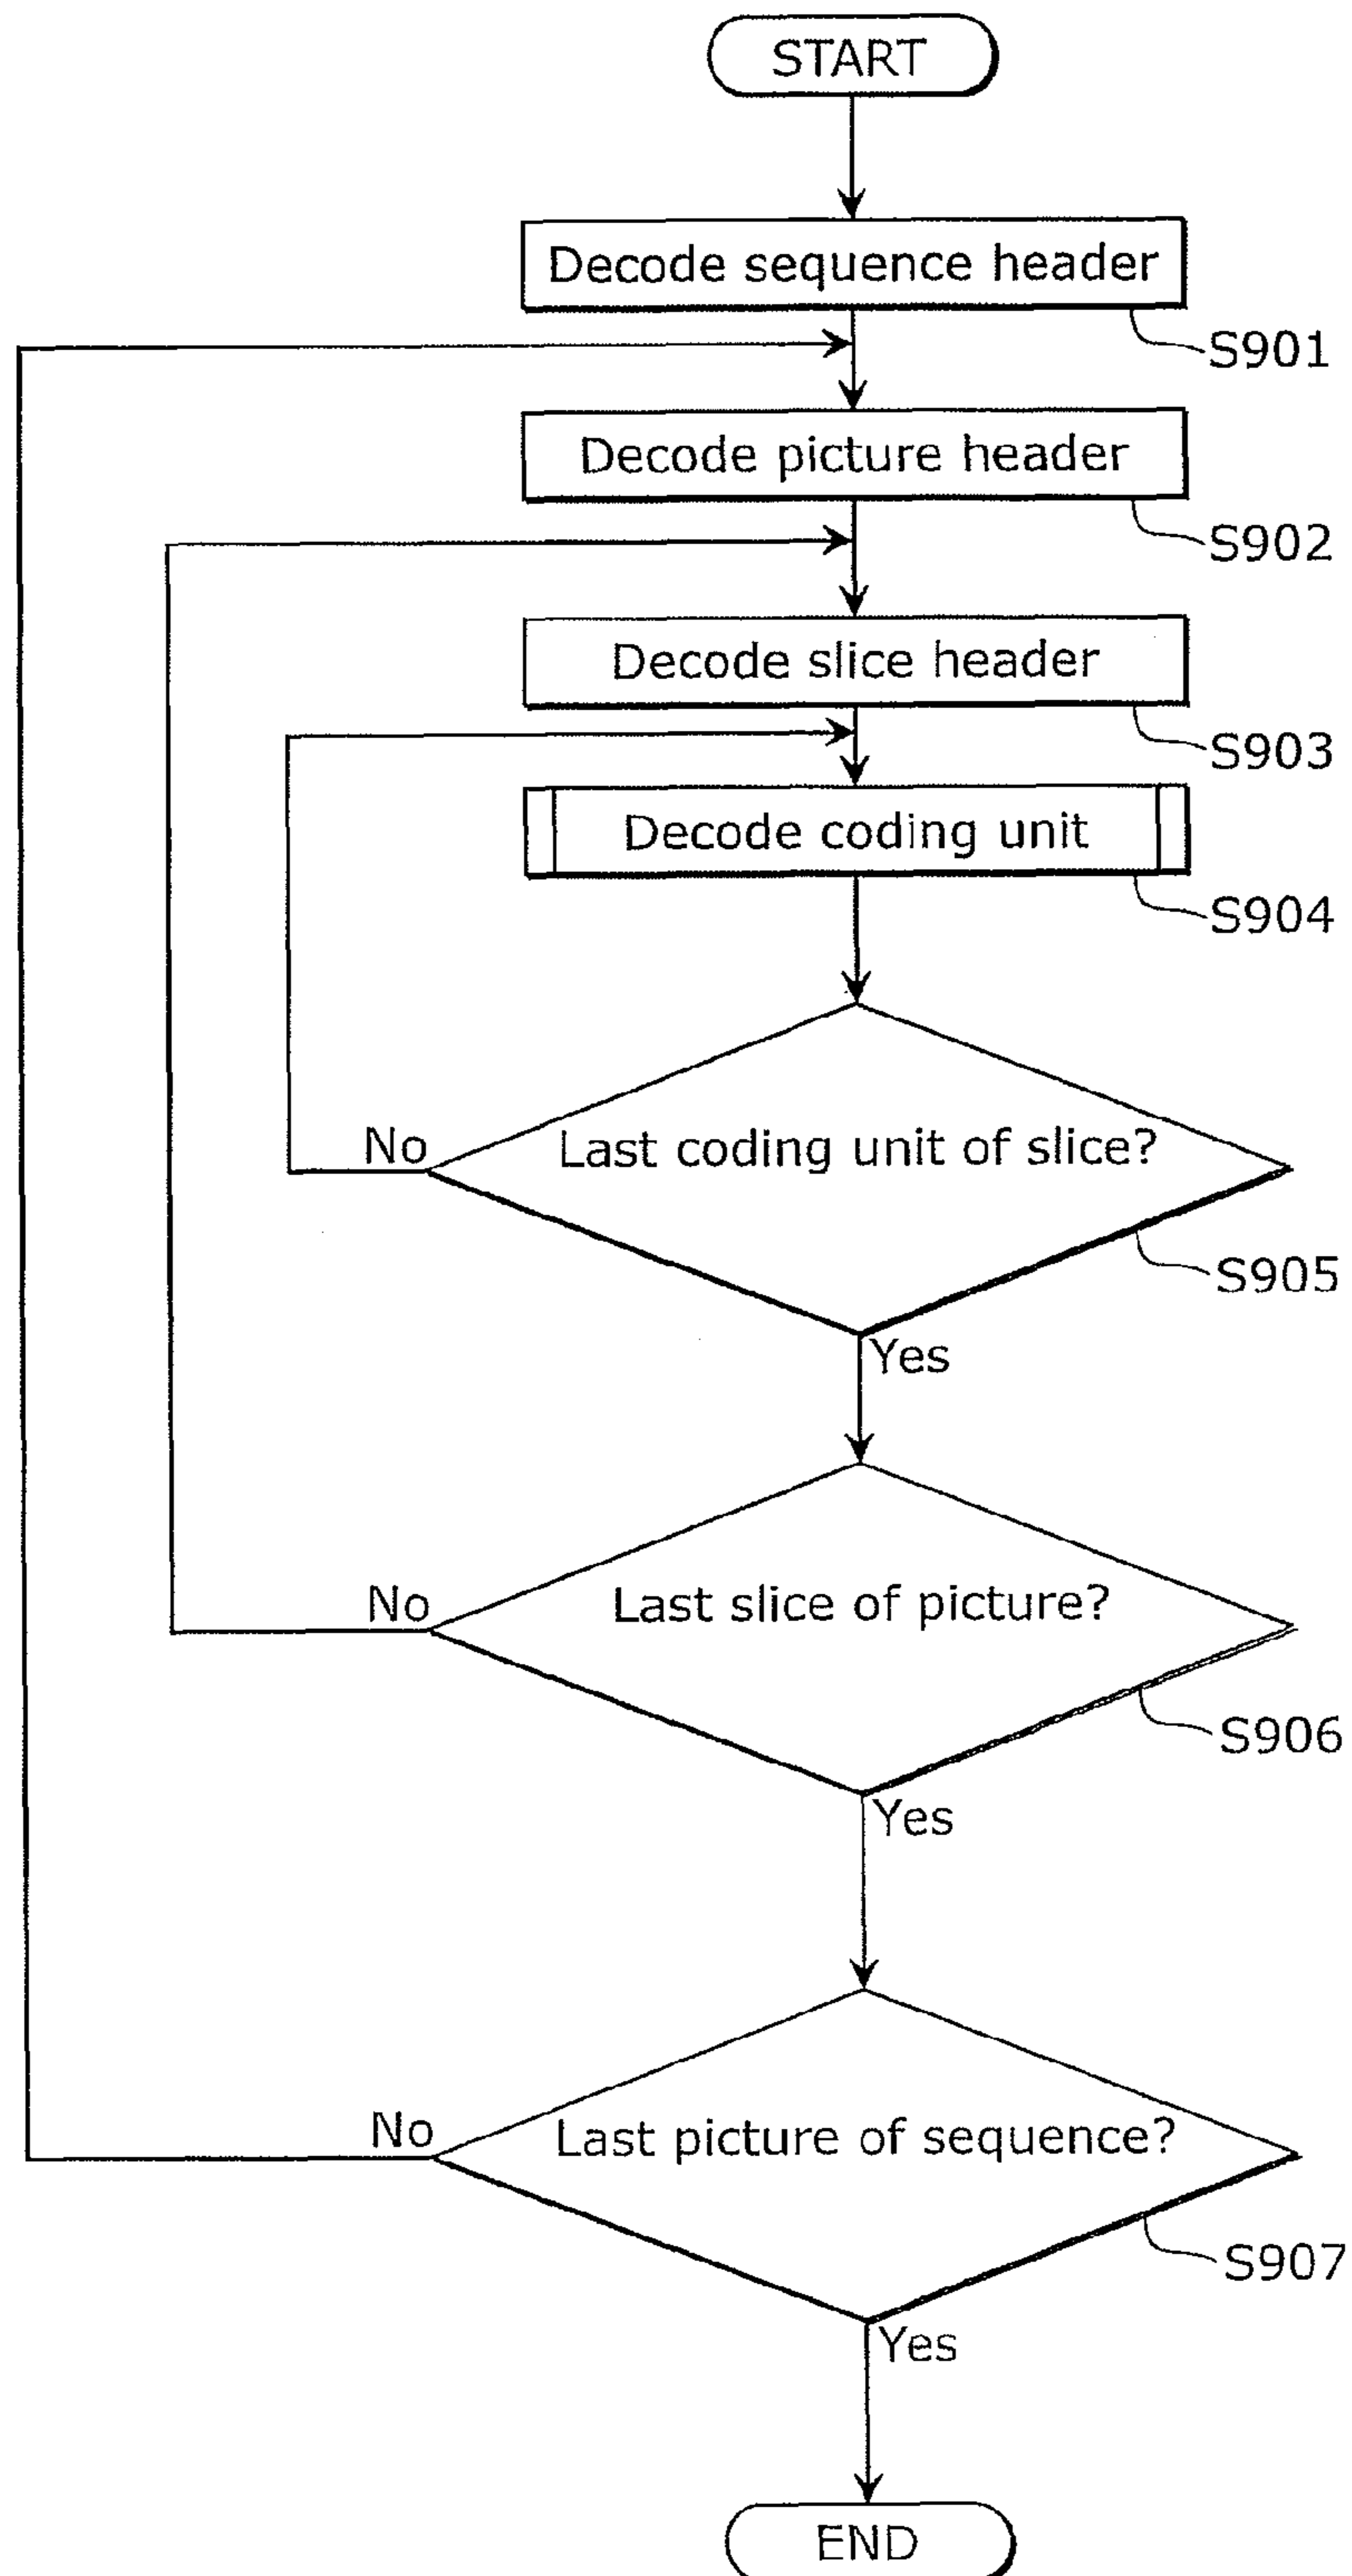 START
Decode sequence header
S901
Decode picture header
S902
Decode slice header
S903
Decode coding unit
S904
No
Last coding unit of slice?
S905
Yes
No
Last slice of picture?
S906
Yes
No
Last picture of sequence?
S907
Yes
END